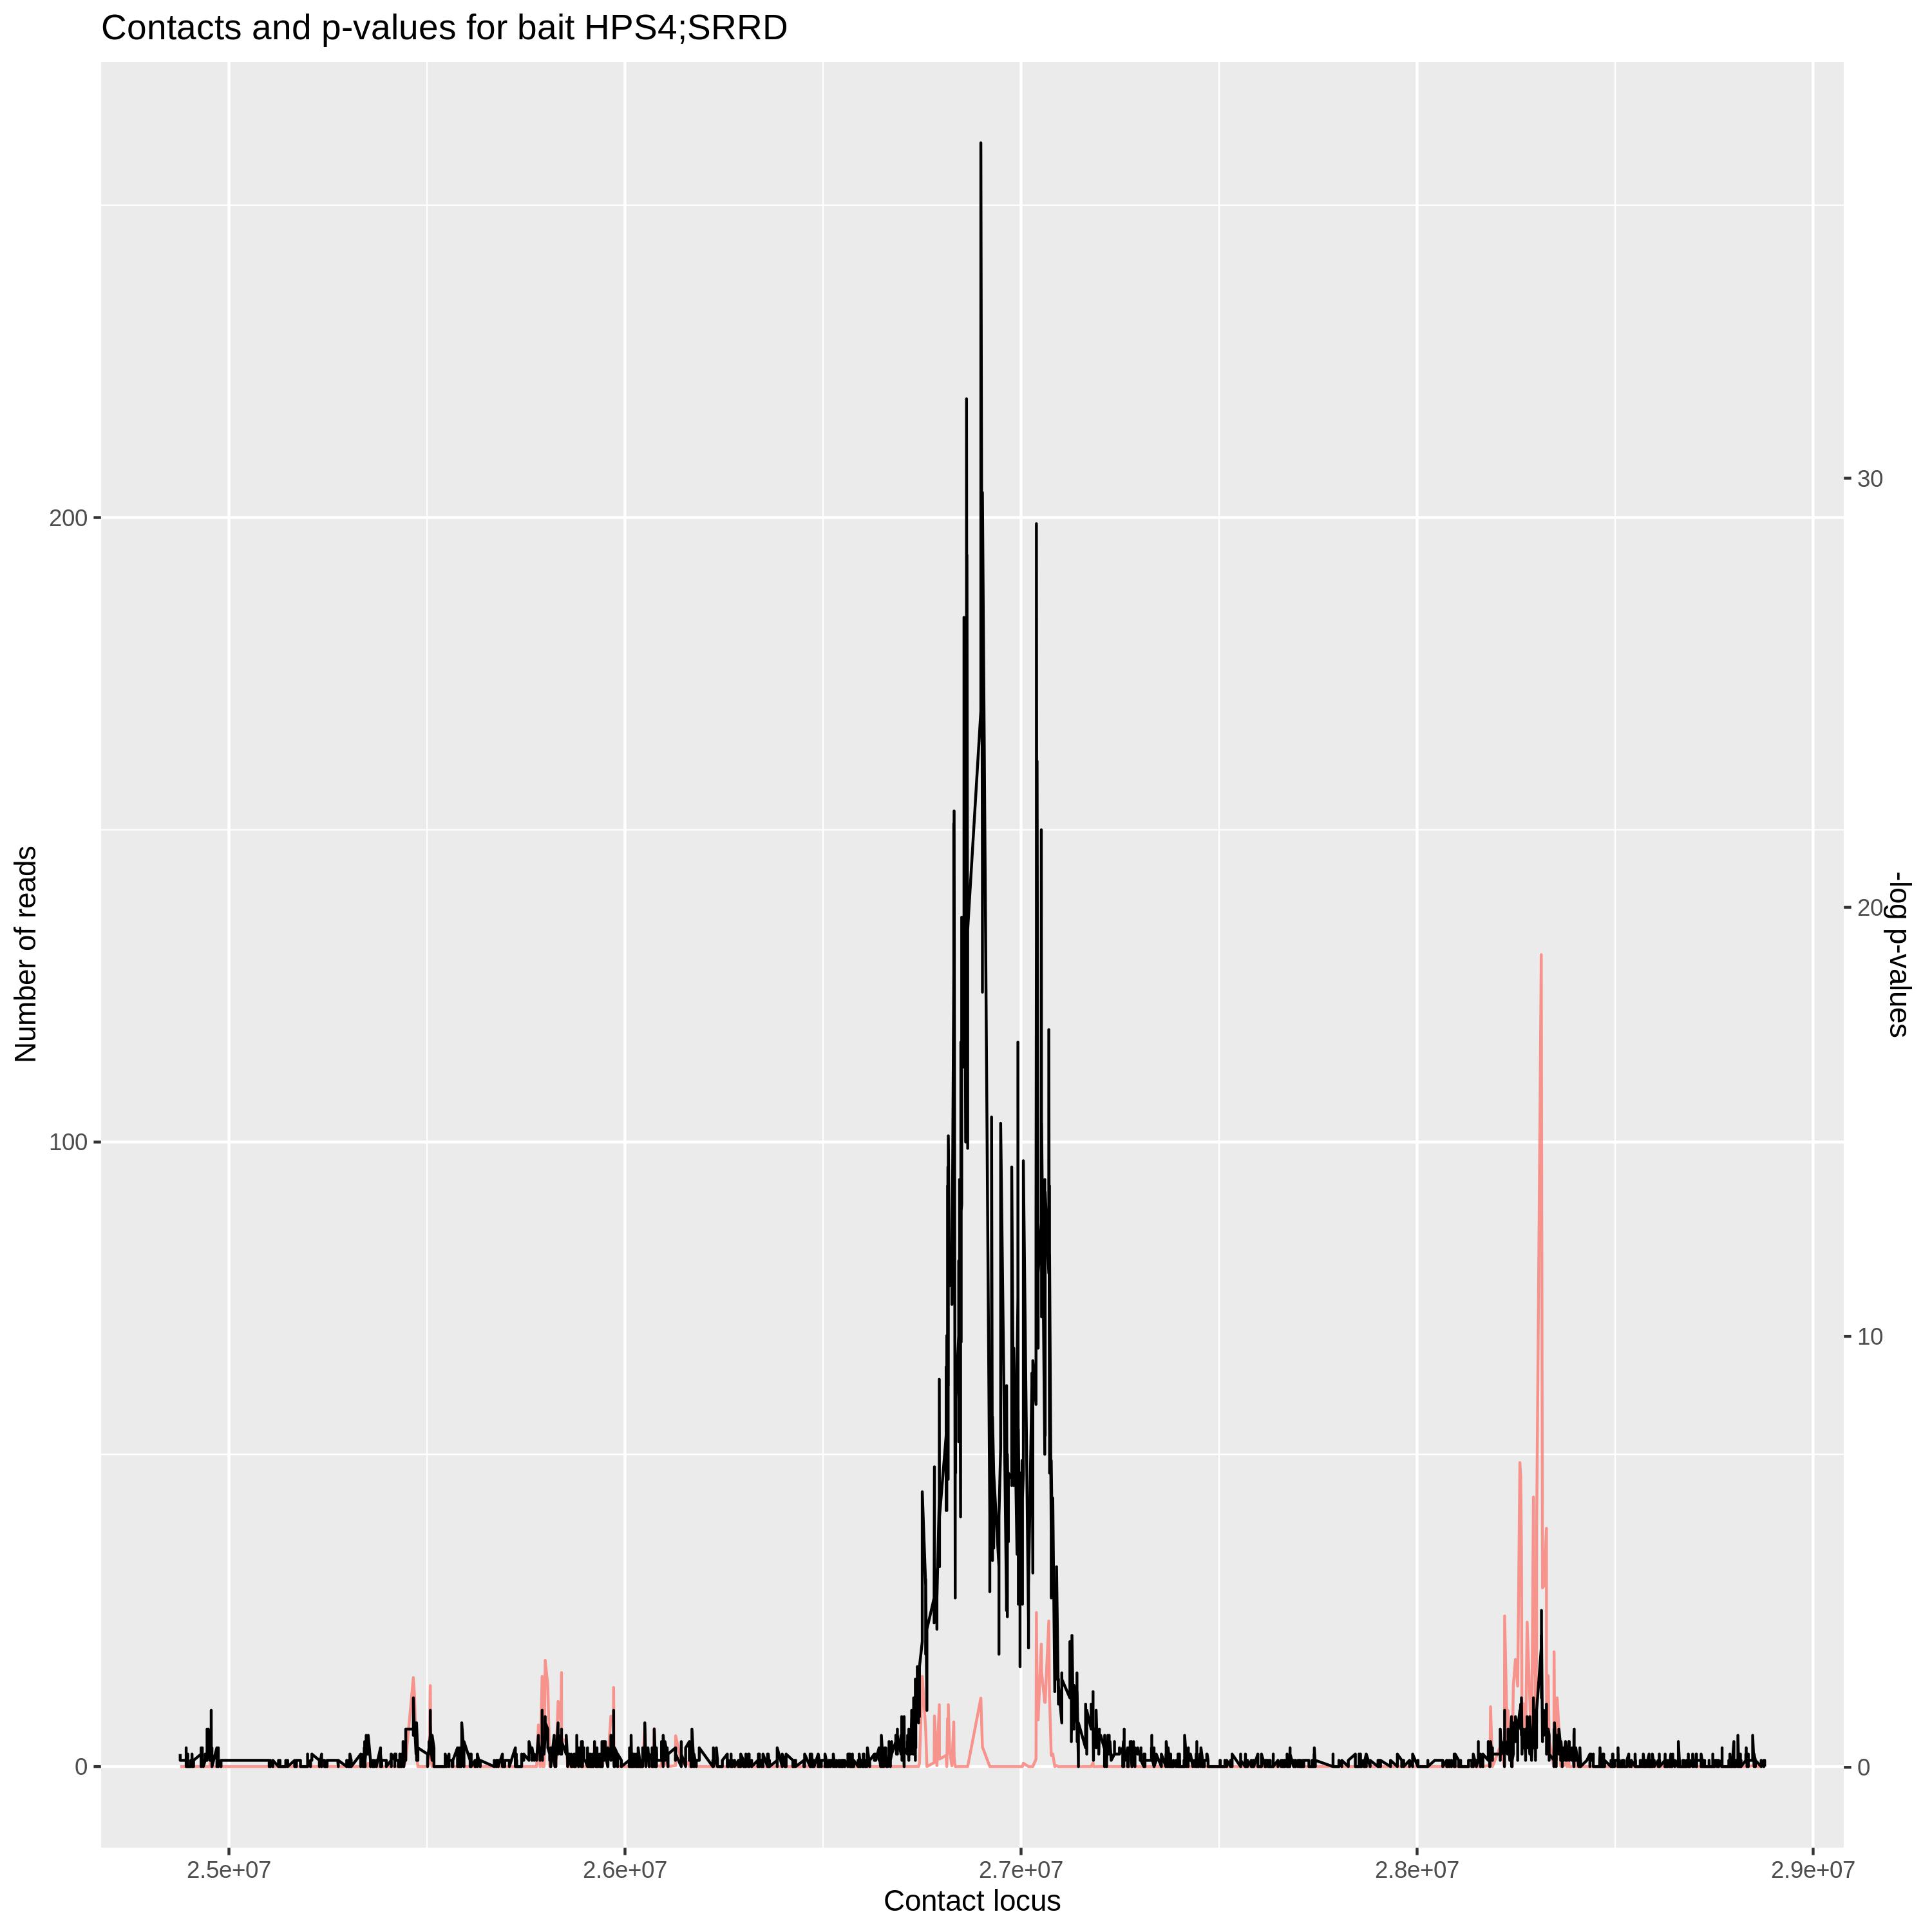 Contacts and p-values for bait HPS4;SRRD
200
100
0
Number of reads
30
20
10
0
-log p-values
2.5e+07
2.6e+07
2.7e+07
2.8e+07
2.9e+07
Contact locus